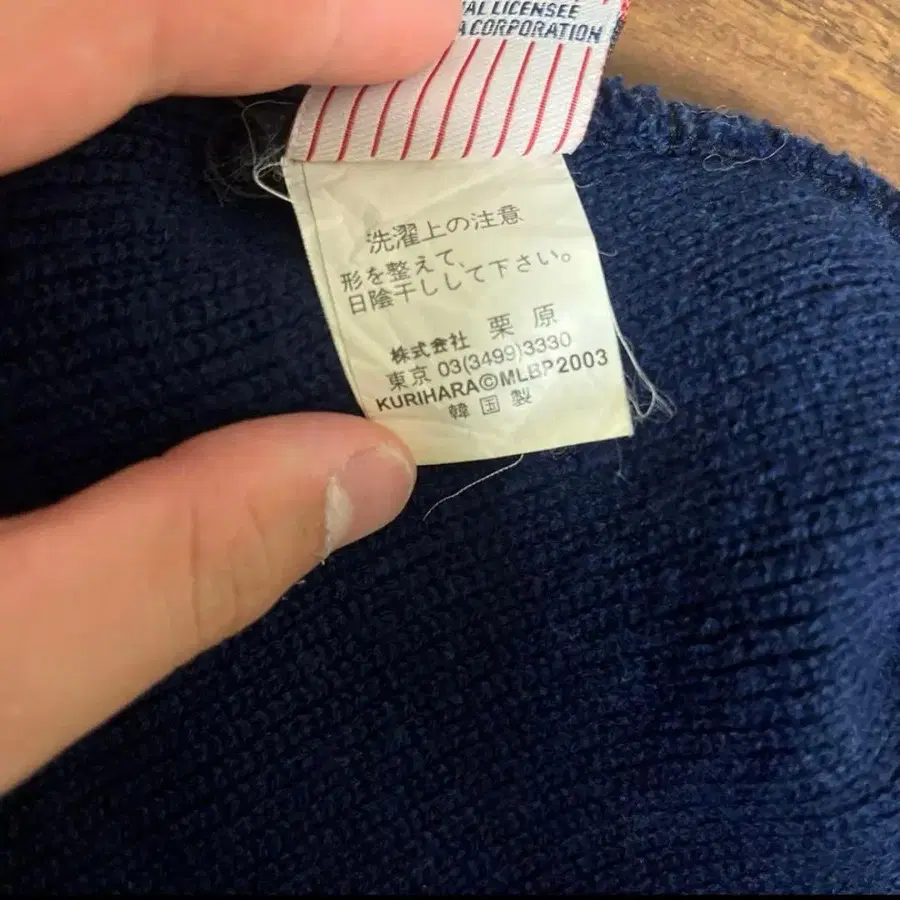 AL LICENSEE
A CORPORATION
洗濯上の注意
形を整えて、
日陰干しして下さい。
株式会社 栗原
東京 03(3499)3330
KURIHARA©MLBP2003
韓国製